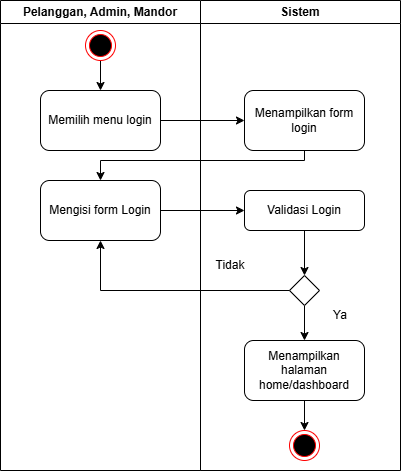 Pelanggan, Admin, Mandor
Sistem
Memilih menu login
Menampilkan form
login
Mengisi form Login
Validasi Login
Tidak
Ya
Menampilkan
halaman
home/dashboard